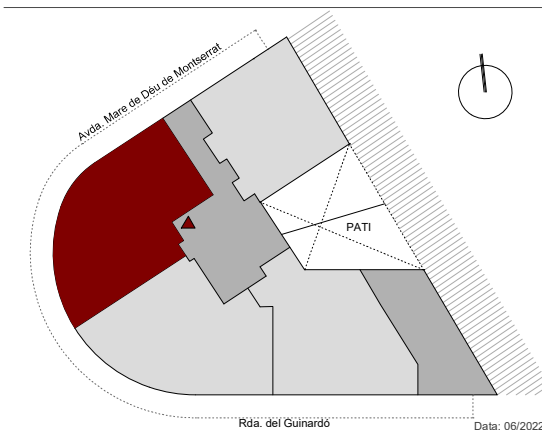 Avda. Mare de Déu de Montserrat
PATI
Rda. del Guinardó
Data: 06/2022